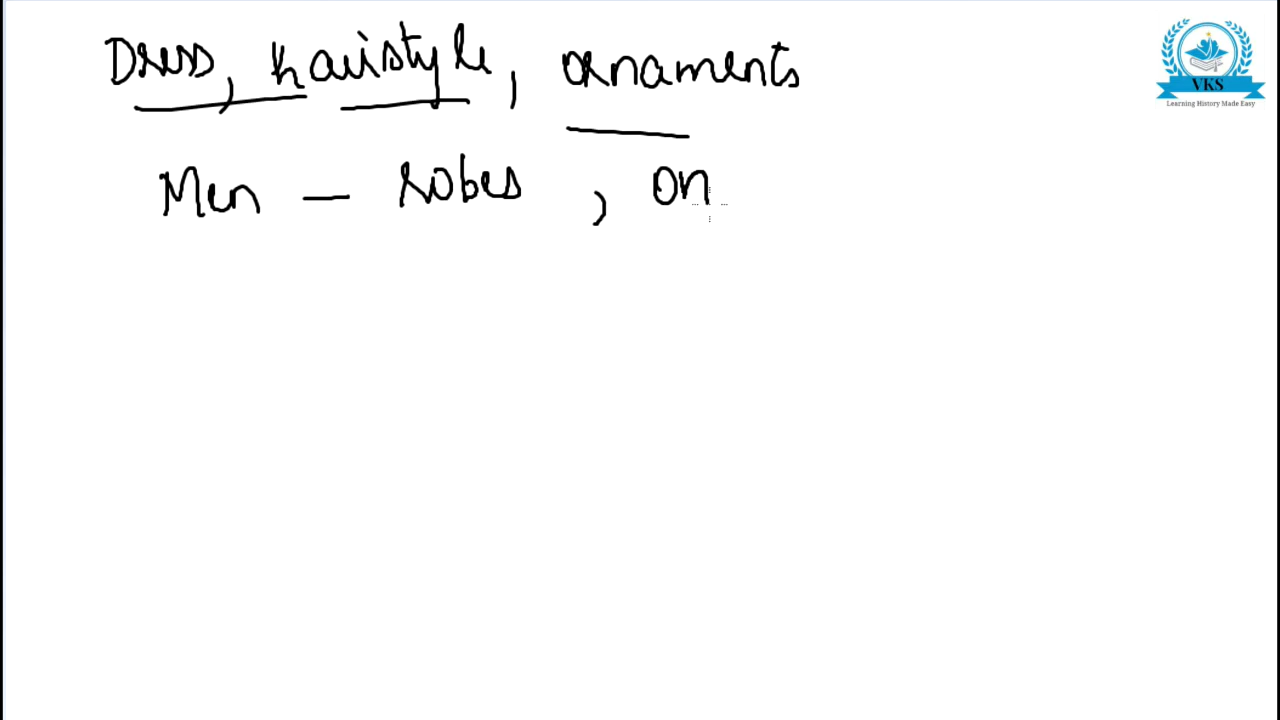 Dress, hairstyle, ornaments
Men — robes , on
VKS
Learning History Made Easy